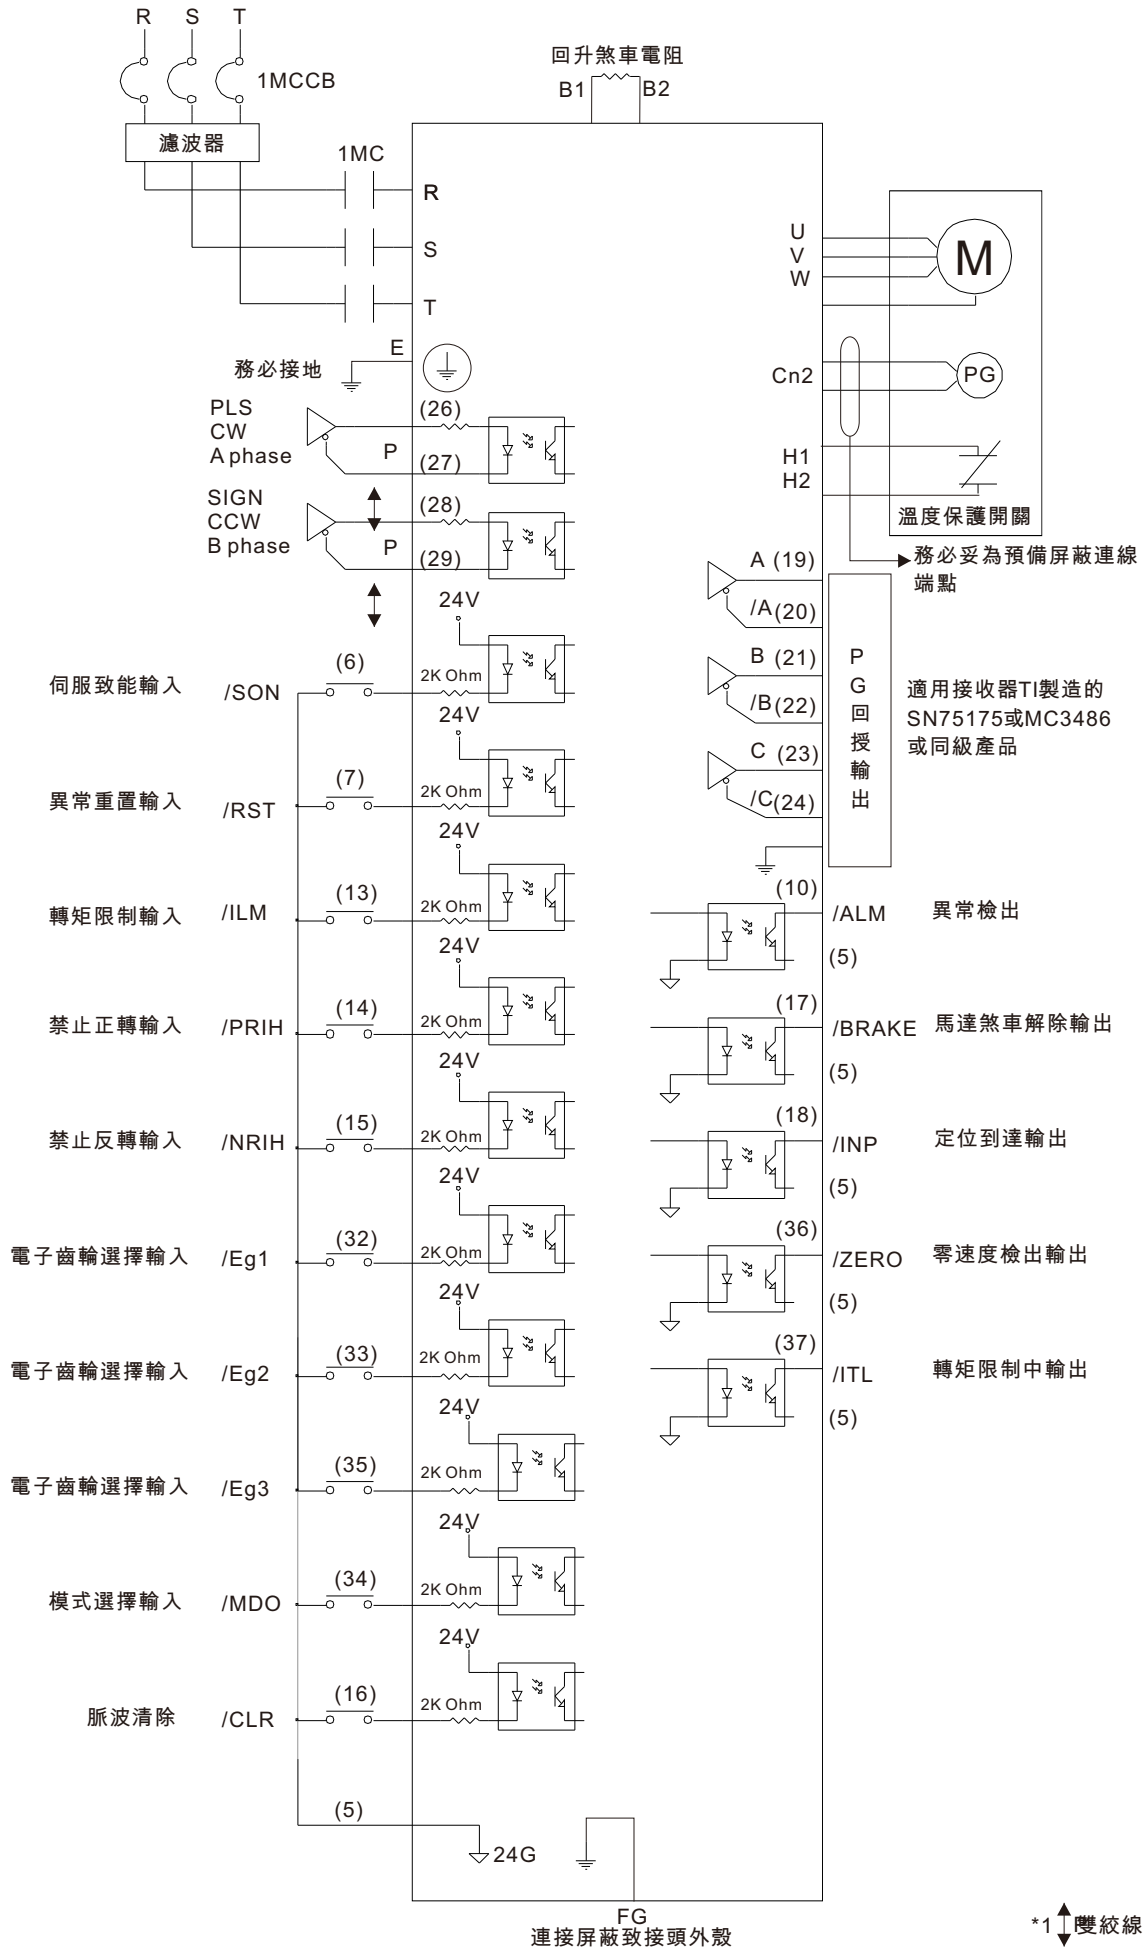 R S T
1MCCB
濾波器
回升煞車電阻
B1 B2
1MC
R
S
T
E
務必接地
U
V
W
M
Cn2
PG
H1
H2
溫度保護開關
務必妥為預備屏蔽連線
端點
PLS
CW
A phase
P
(26)
(27)
SIGN
CCW
B phase
P
(28)
(29)
A (19)
/A (20)
B (21)
/B (22)
C (23)
/C (24)
PG回授輸出
適用接收器TI製造的
SN75175或MC3486
或同級產品
24V
伺服致能輸入 /SON (6) 2K Ohm
24V
異常重置輸入 /RST (7) 2K Ohm
24V
轉矩限制輸入 /ILM (13) 2K Ohm
24V
禁止正轉輸入 /PRIH (14) 2K Ohm
24V
禁止反轉輸入 /NRIH (15) 2K Ohm
24V
電子齒輪選擇輸入 /Eg1 (32) 2K Ohm
24V
電子齒輪選擇輸入 /Eg2 (33) 2K Ohm
24V
電子齒輪選擇輸入 /Eg3 (35) 2K Ohm
24V
模式選擇輸入 /MDO (34) 2K Ohm
24V
脈波清除 /CLR (16) 2K Ohm
(5)
24G
(10)
/ALM 異常檢出
(5)
(17)
/BRAKE 馬達煞車解除輸出
(5)
(18)
/INP 定位到達輸出
(5)
(36)
/ZERO 零速度檢出輸出
(5)
(37)
/ITL 轉矩限制中輸出
(5)
FG
連接屏蔽致接頭外殼
*1 雙絞線